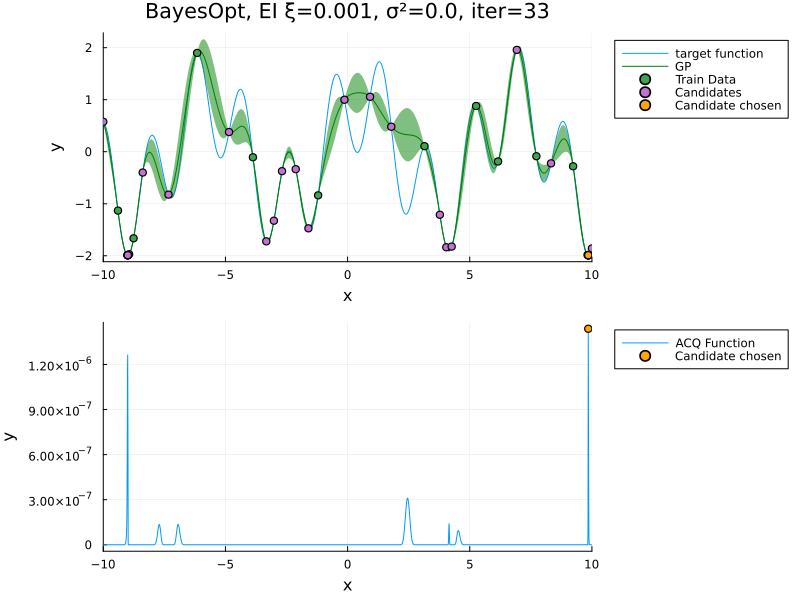 BayesOpt, EI ξ=0.001, σ²=0.0, iter=33
2
1
0
−1
−2
y
−10
−5
0
5
10
x
target function
GP
Train Data
Candidates
Candidate chosen
1.20×10⁻⁶
9.00×10⁻⁷
6.00×10⁻⁷
3.00×10⁻⁷
0
y
−10
−5
0
5
10
x
ACQ Function
Candidate chosen